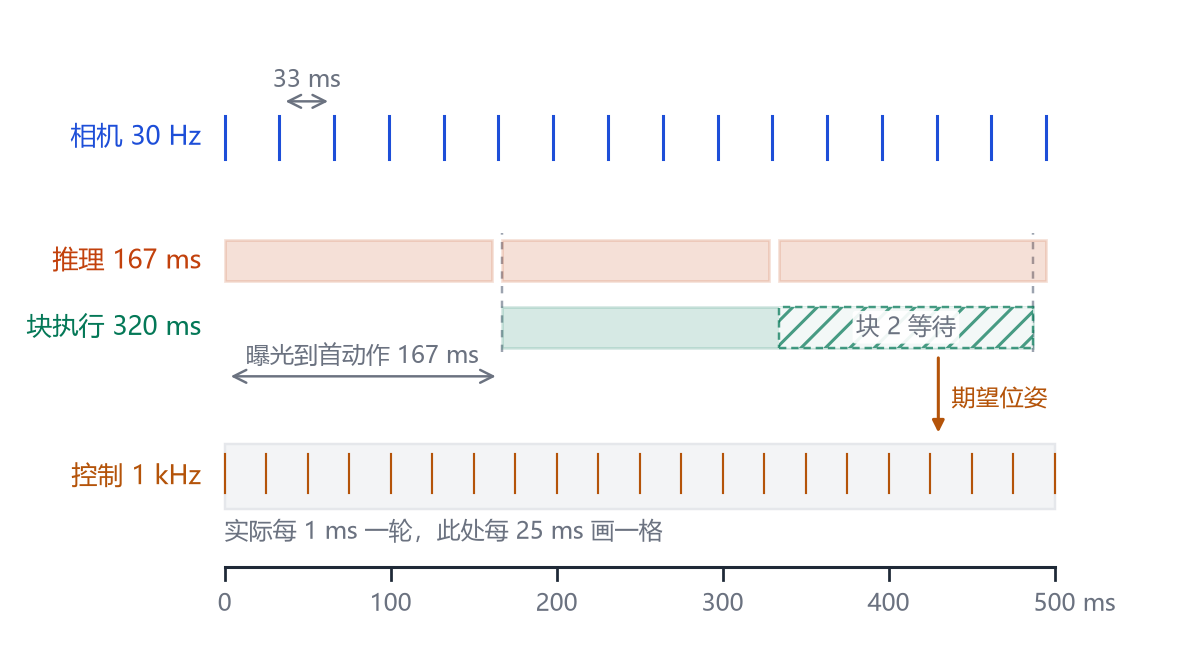 33 ms
相机 30 Hz
推理 167 ms
块执行 320 ms
块 2 等待
曝光到首动作 167 ms
期望位姿
控制 1 kHz
实际每 1 ms 一轮，此处每 25 ms 画一格
0 100 200 300 400 500 ms